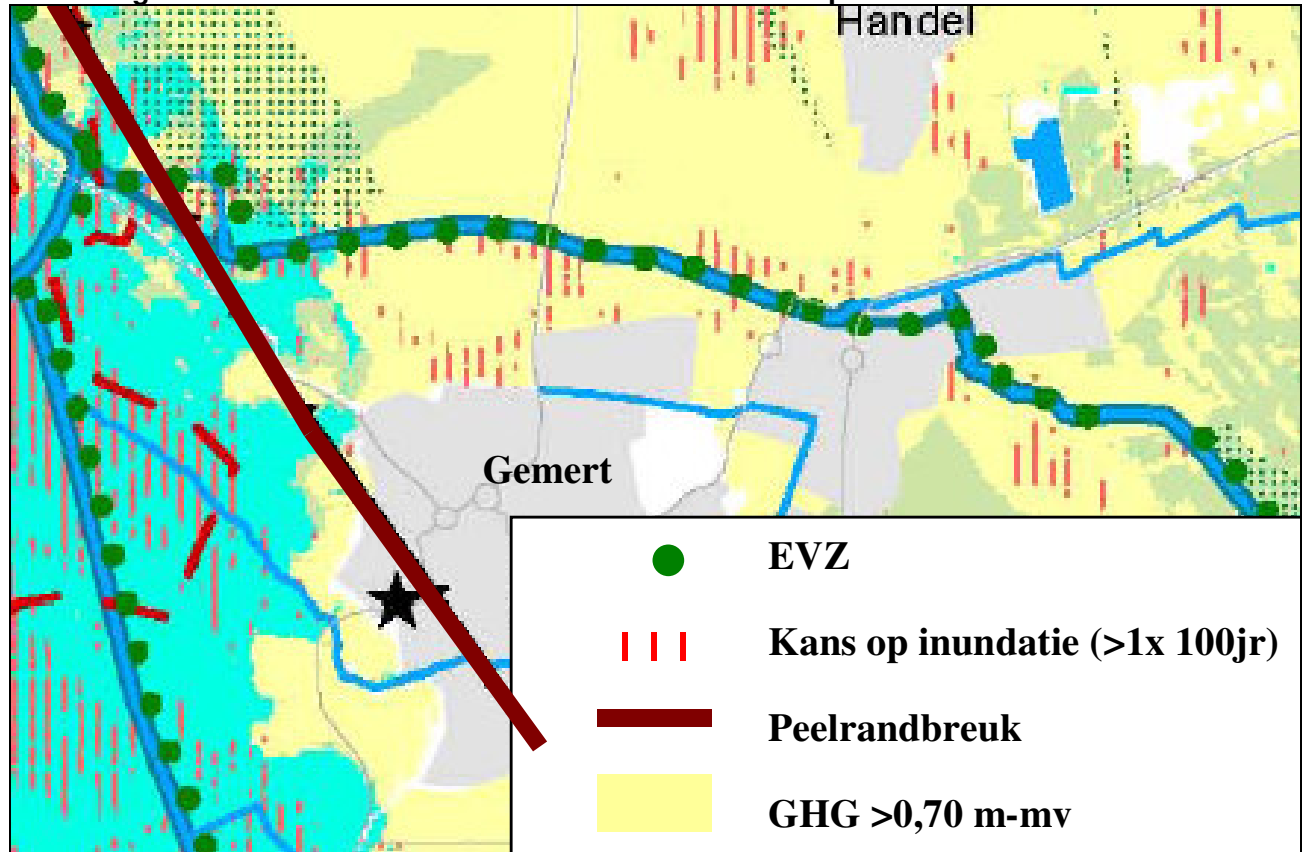 Handel
Gemert
EVZ
Kans op inundatie (>1x 100jr)
Peelrandbreuk
GHG >0,70 m-mv